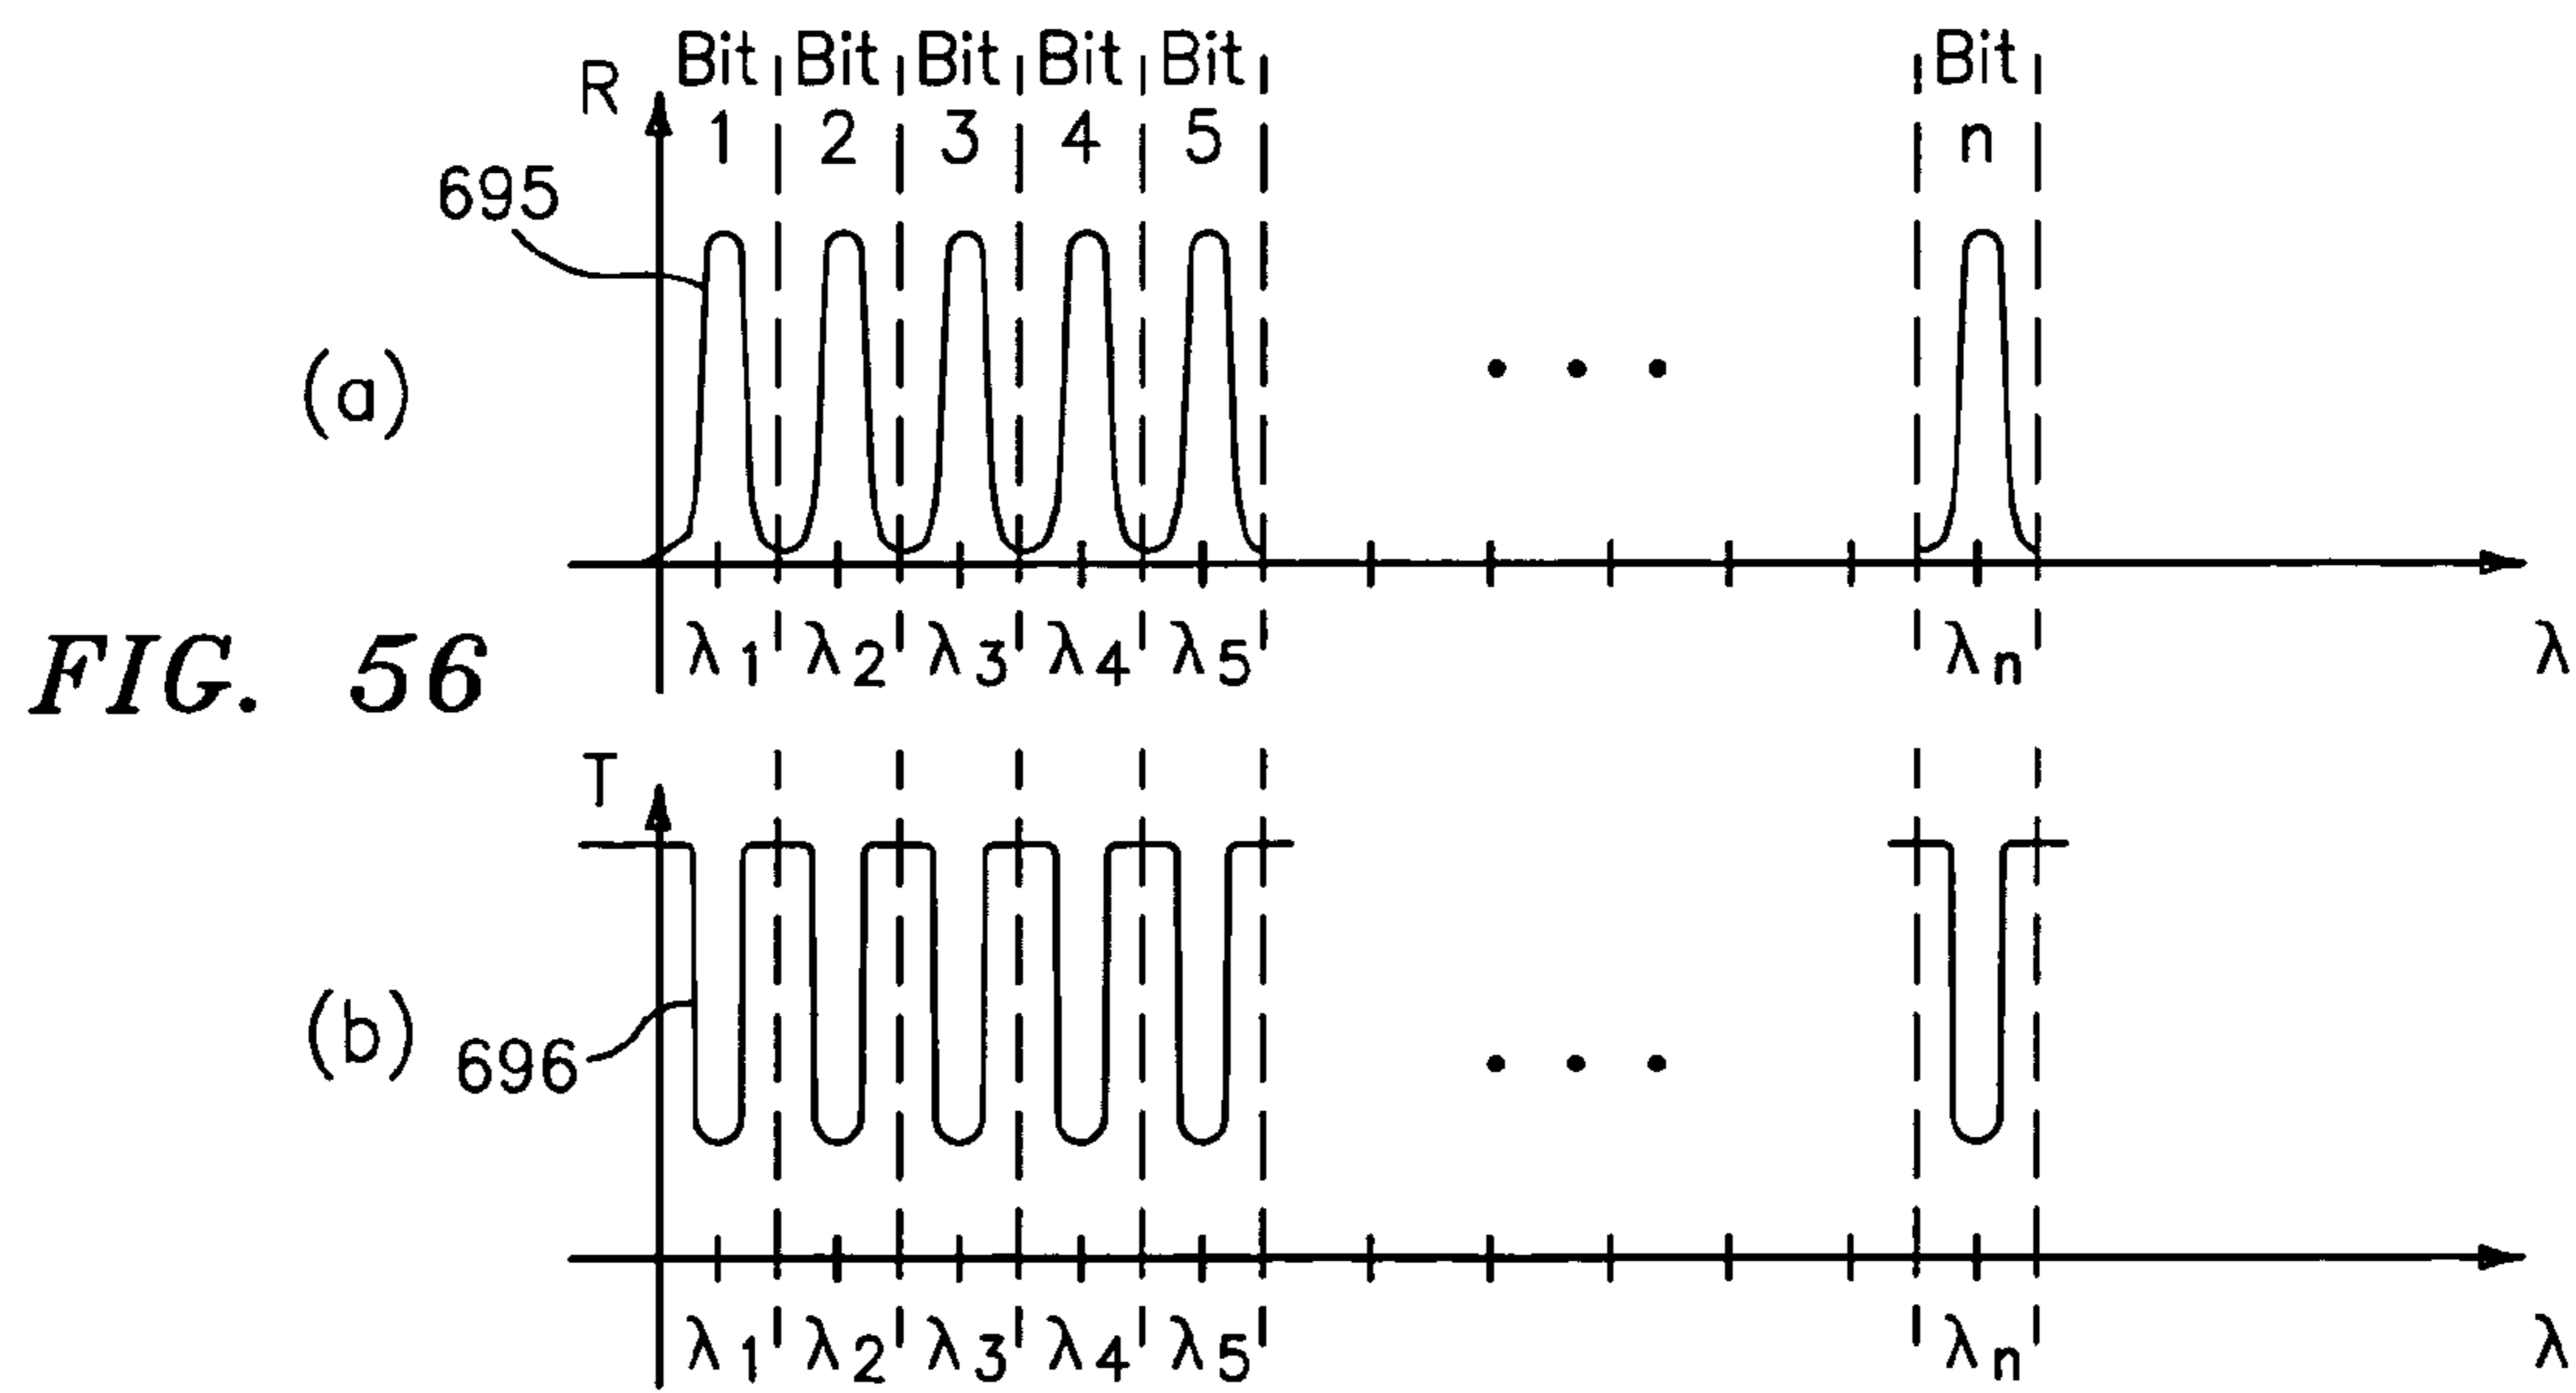 R
Bit 1
Bit 2
Bit 3
Bit 4
Bit 5
Bit n
695
(a)
λ1 λ2 λ3 λ4 λ5 λn λ
FIG. 56
T
(b)
696
λ1 λ2 λ3 λ4 λ5 λn λ